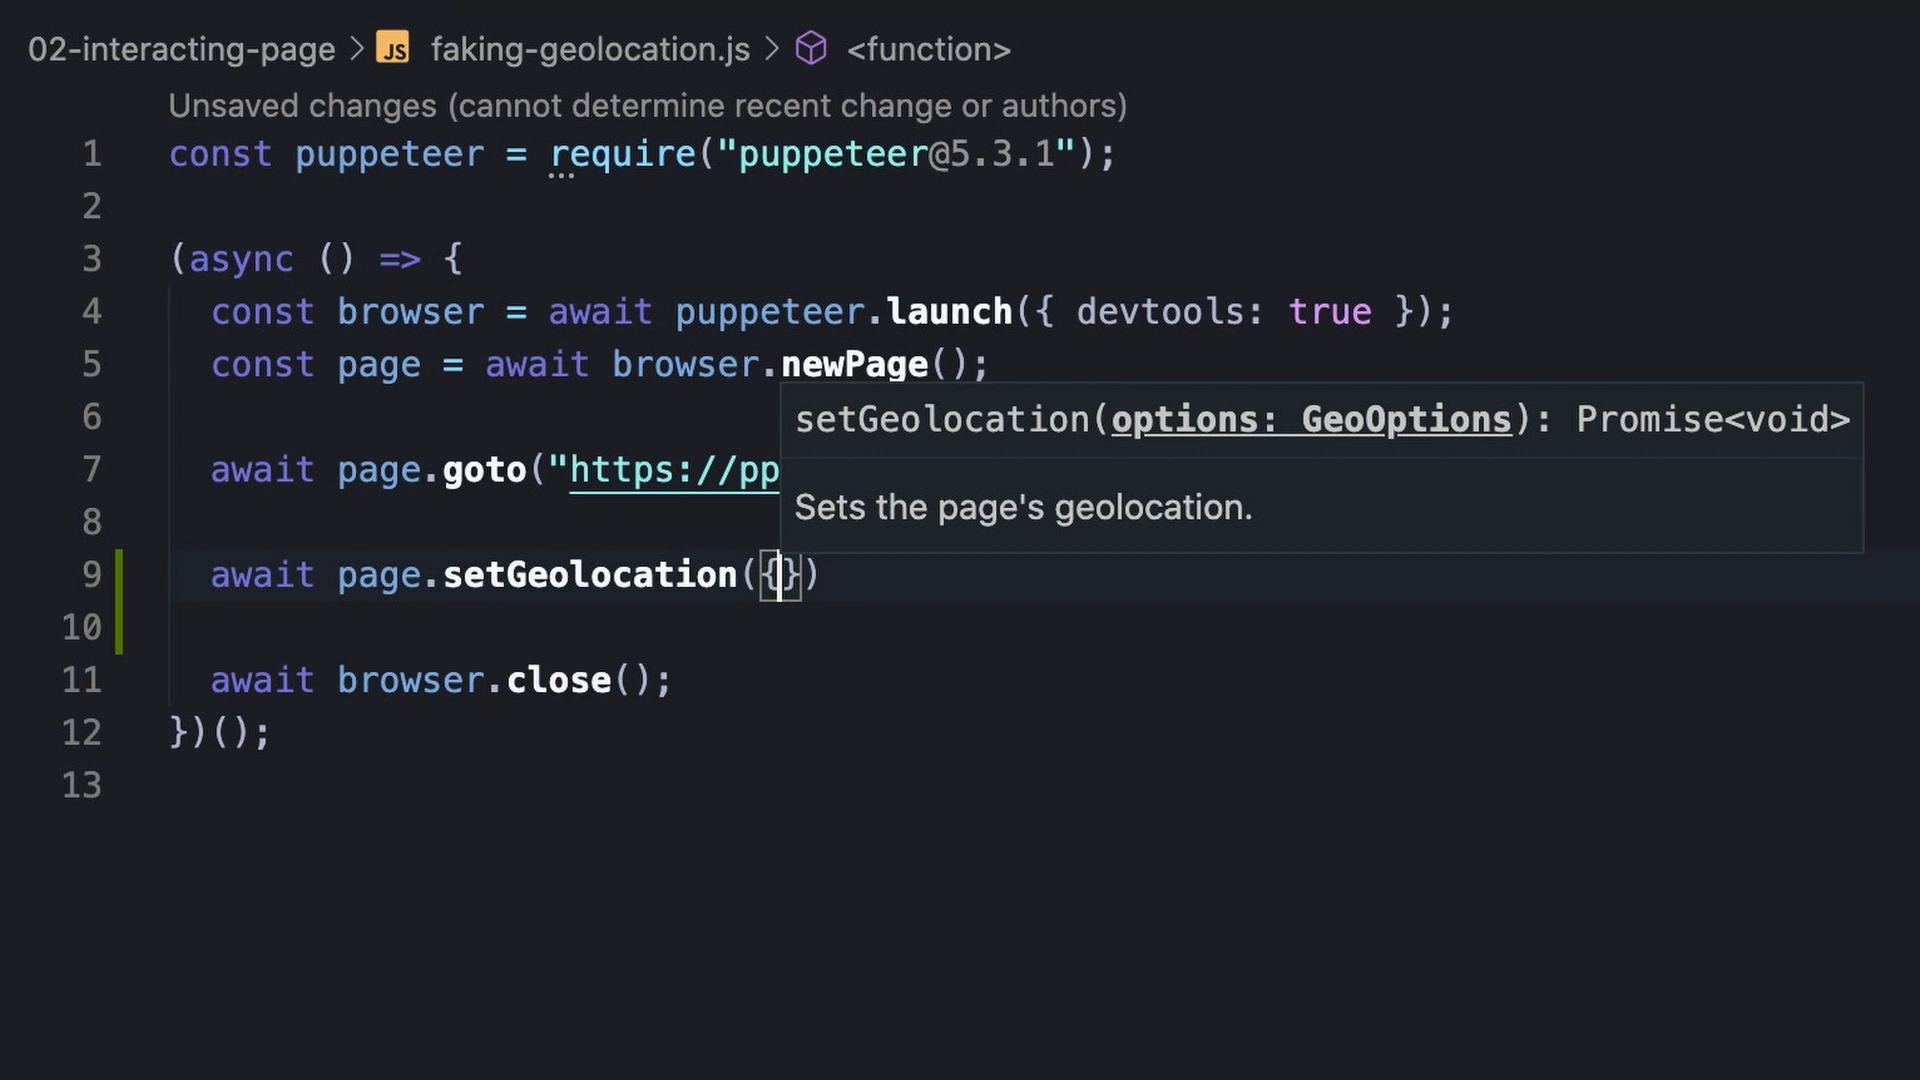 02-interacting-page > JS faking-geolocation.js > <function>
Unsaved changes (cannot determine recent change or authors)
1 const puppeteer = require("puppeteer@5.3.1");
2
3 (async () => {
4 const browser = await puppeteer.launch({ devtools: true });
5 const page = await browser.newPage();
6
setGeolocation(options: GeoOptions): Promise<void>
7 await page.goto("https://pp
Sets the page's geolocation.
8
9 await page.setGeolocation({})
10
11 await browser.close();
12 })();
13